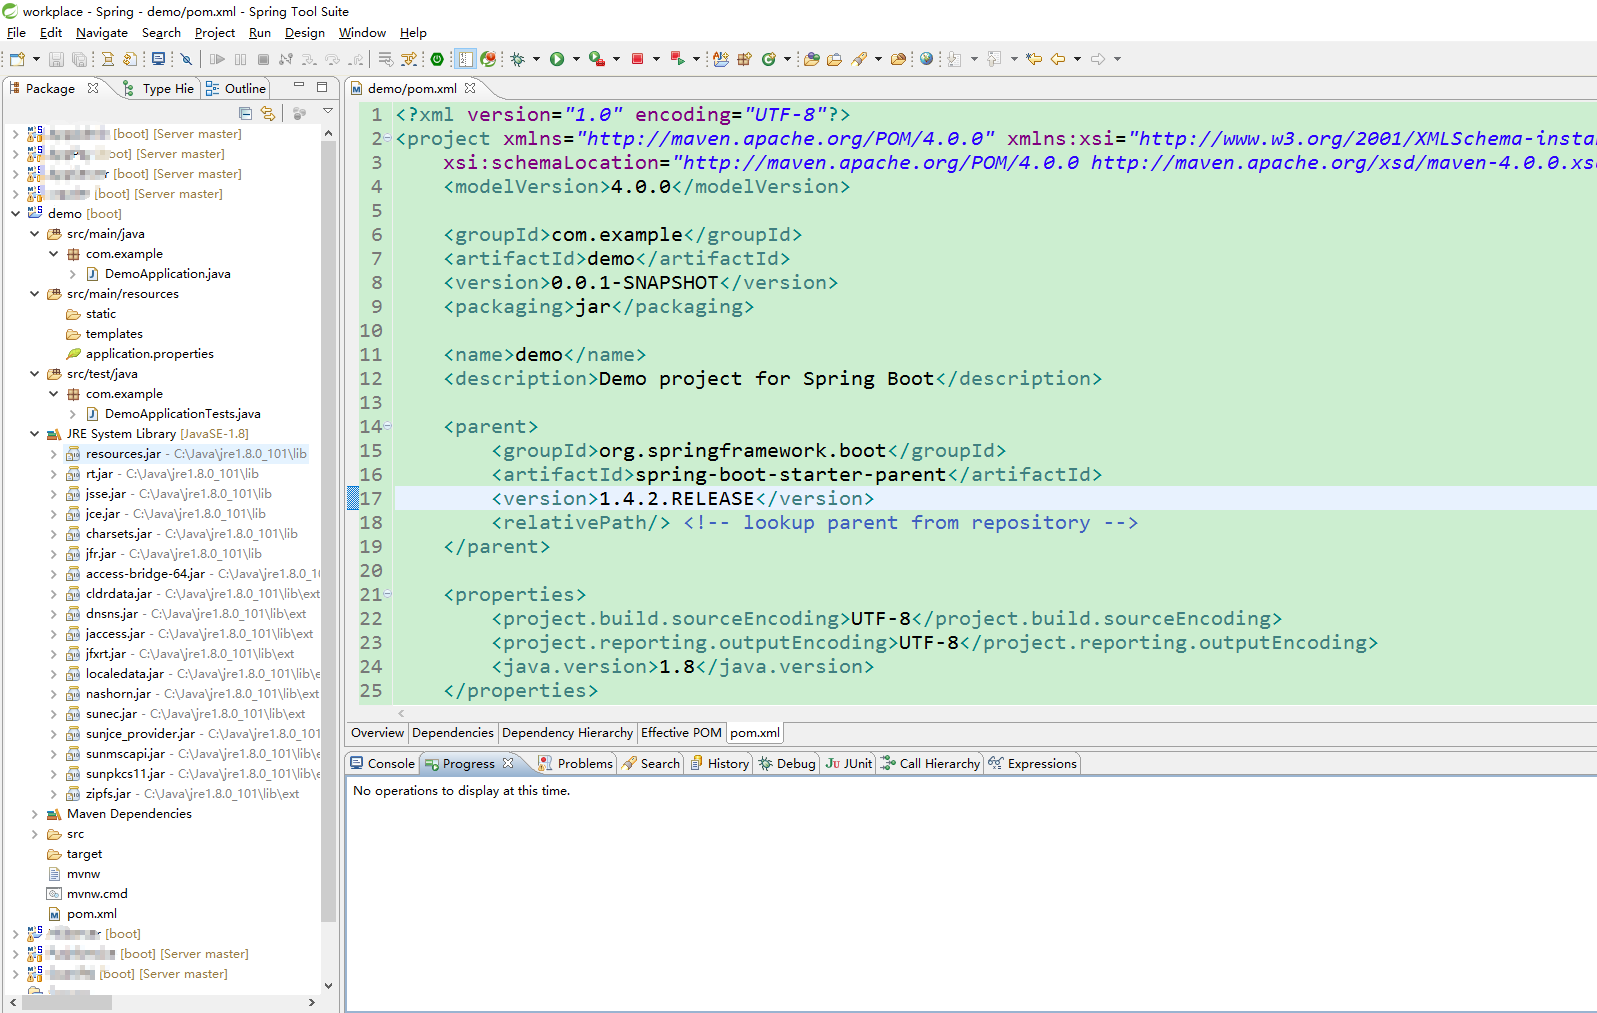 workplace - Spring - demo/pom.xml - Spring Tool Suite
File Edit Navigate Search Project Run Design Window Help
Package Type Hie Outline
[boot] [Server master]
[Server master]
[boot] [Server master]
[boot] [Server master]
demo [boot]
src/main/java
com.example
DemoApplication.java
src/main/resources
static
templates
application.properties
src/test/java
com.example
DemoApplicationTests.java
JRE System Library [JavaSE-1.8]
resources.jar - C:\Java\jre1.8.0_101\lib
rt.jar - C:\Java\jre1.8.0_101\lib
jsse.jar - C:\Java\jre1.8.0_101\lib
jce.jar - C:\Java\jre1.8.0_101\lib
charsets.jar - C:\Java\jre1.8.0_101\lib
jfr.jar - C:\Java\jre1.8.0_101\lib
access-bridge-64.jar - C:\Java\jre1.8.0_10
cldrdata.jar - C:\Java\jre1.8.0_101\lib\ext
dnsns.jar - C:\Java\jre1.8.0_101\lib\ext
jaccess.jar - C:\Java\jre1.8.0_101\lib\ext
jfxrt.jar - C:\Java\jre1.8.0_101\lib\ext
localedata.jar - C:\Java\jre1.8.0_101\lib\e
nashorn.jar - C:\Java\jre1.8.0_101\lib\ext
sunec.jar - C:\Java\jre1.8.0_101\lib\ext
sunjce_provider.jar - C:\Java\jre1.8.0_101
sunmscapi.jar - C:\Java\jre1.8.0_101\lib\e
sunpkcs11.jar - C:\Java\jre1.8.0_101\lib\e
zipfs.jar - C:\Java\jre1.8.0_101\lib\ext
Maven Dependencies
src
target
mvnw
mvnw.cmd
pom.xml
[boot]
[boot] [Server master]
[boot] [Server master]
demo/pom.xml
1 <?xml version="1.0" encoding="UTF-8"?>
2 <project xmlns="http://maven.apache.org/POM/4.0.0" xmlns:xsi="http://www.w3.org/2001/XMLSchema-insta
3 xsi:schemaLocation="http://maven.apache.org/POM/4.0.0 http://maven.apache.org/xsd/maven-4.0.0.xs
4 <modelVersion>4.0.0</modelVersion>
5
6 <groupId>com.example</groupId>
7 <artifactId>demo</artifactId>
8 <version>0.0.1-SNAPSHOT</version>
9 <packaging>jar</packaging>
10
11 <name>demo</name>
12 <description>Demo project for Spring Boot</description>
13
14 <parent>
15 <groupId>org.springframework.boot</groupId>
16 <artifactId>spring-boot-starter-parent</artifactId>
17 <version>1.4.2.RELEASE</version>
18 <relativePath/> <!-- lookup parent from repository -->
19 </parent>
20
21 <properties>
22 <project.build.sourceEncoding>UTF-8</project.build.sourceEncoding>
23 <project.reporting.outputEncoding>UTF-8</project.reporting.outputEncoding>
24 <java.version>1.8</java.version>
25 </properties>
Overview Dependencies Dependency Hierarchy Effective POM pom.xml
Console Progress Problems Search History Debug JUnit Call Hierarchy Expressions
No operations to display at this time.